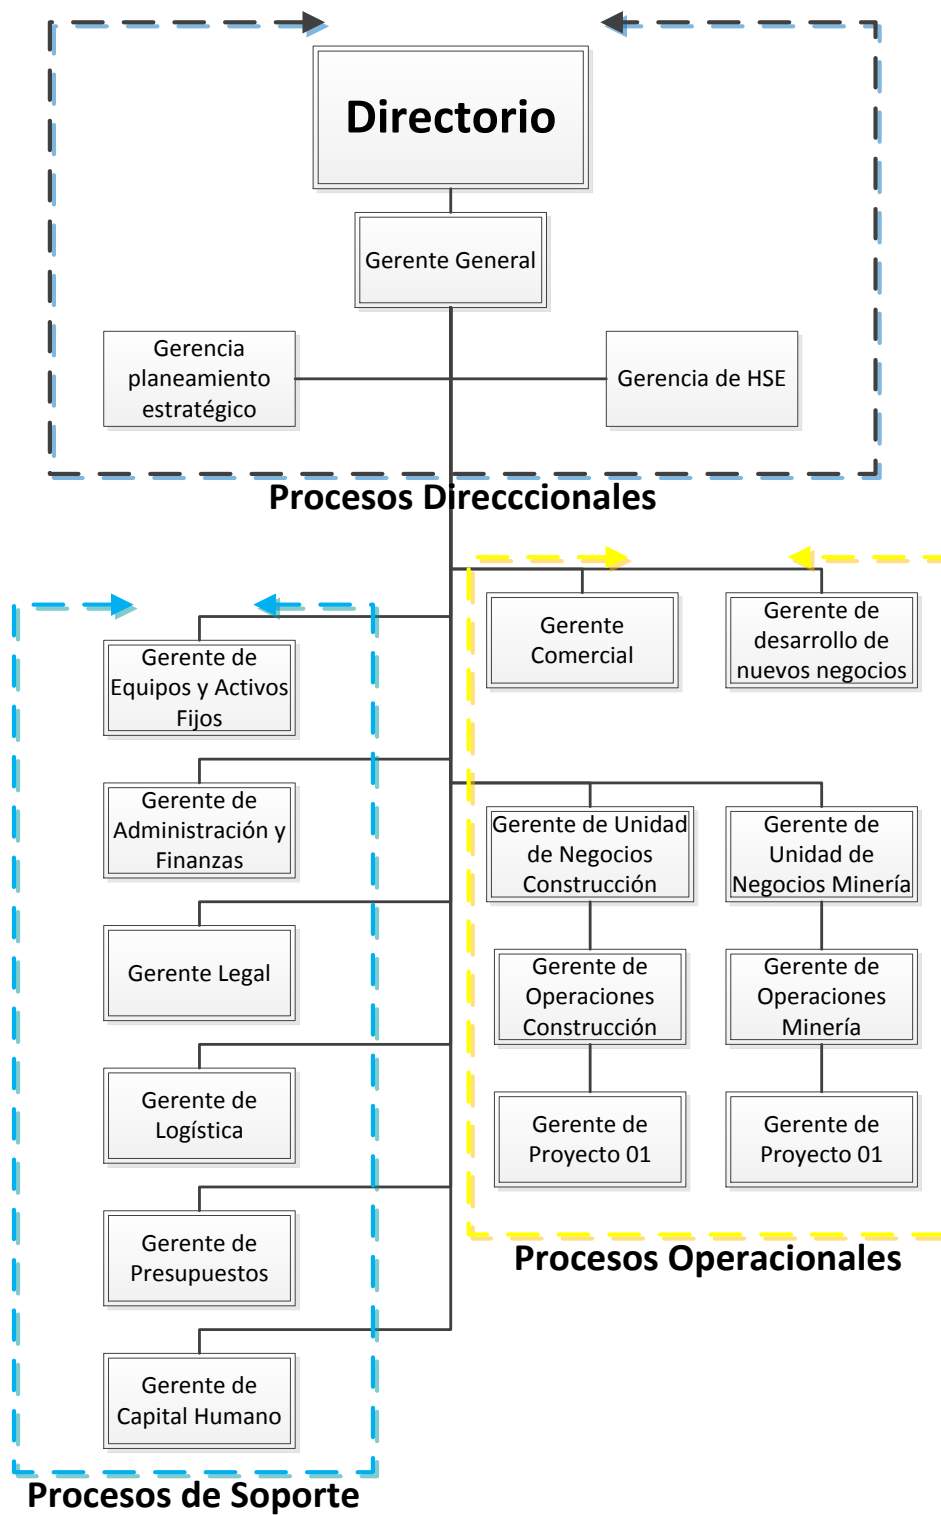 Directorio
Gerente General
Gerencia
planeamiento
estratégico
Gerencia de HSE
Procesos Direcccionales
Gerente
Comercial
Gerente de
desarrollo de
nuevos negocios
Gerente de
Equipos y Activos
Fijos
Gerente de
Administración y
Finanzas
Gerente Legal
Gerente de
Logística
Gerente de
Presupuestos
Gerente de
Capital Humano
Gerente de Unidad
de Negocios
Construcción
Gerente de
Unidad de
Negocios Minería
Gerente de
Operaciones
Construcción
Gerente de
Operaciones
Minería
Gerente de
Proyecto 01
Gerente de
Proyecto 01
Procesos Operacionales
Procesos de Soporte